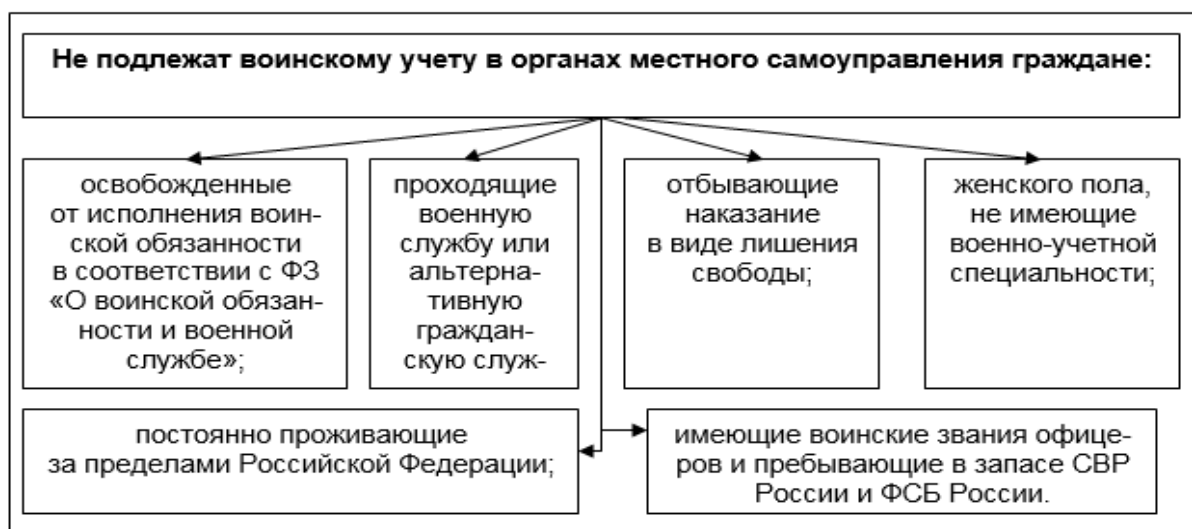 Не подлежат воинскому учету в органах местного самоуправления граждане:
освобожденные
от исполнения воин-
ской обязанности
в соответствии с ФЗ
«О воинской обязан-
ности и военной
службе»;
проходящие
военную
службу или
альтерна-
тивную
граждан-
скую служ-
отбывающие
наказание
в виде лишения
свободы;
женского пола,
не имеющие
военно-учетной
специальности;
постоянно проживающие
за пределами Российской Федерации;
имеющие воинские звания офице-
ров и пребывающие в запасе СВР
России и ФСБ России.